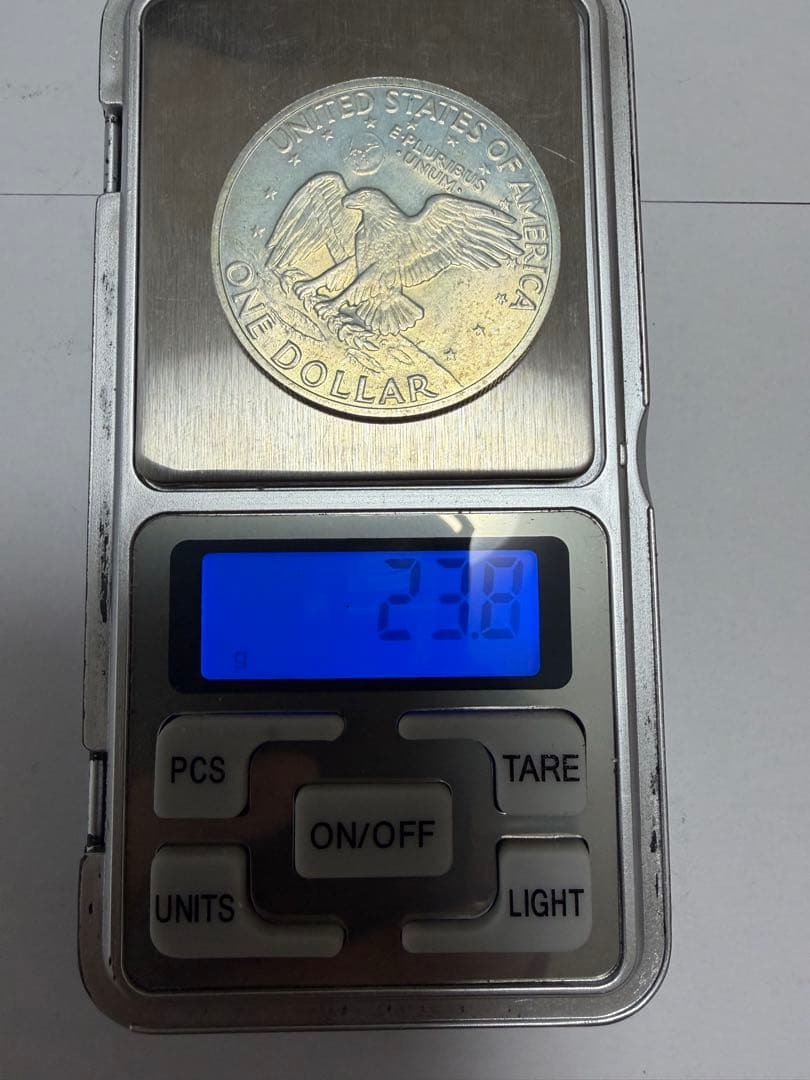 UNITED STATES OF AMERICA
E·PLURIBUS
·UNUM·
ONE DOLLAR
23.8
g
PCS
TARE
ON/OFF
UNITS
LIGHT